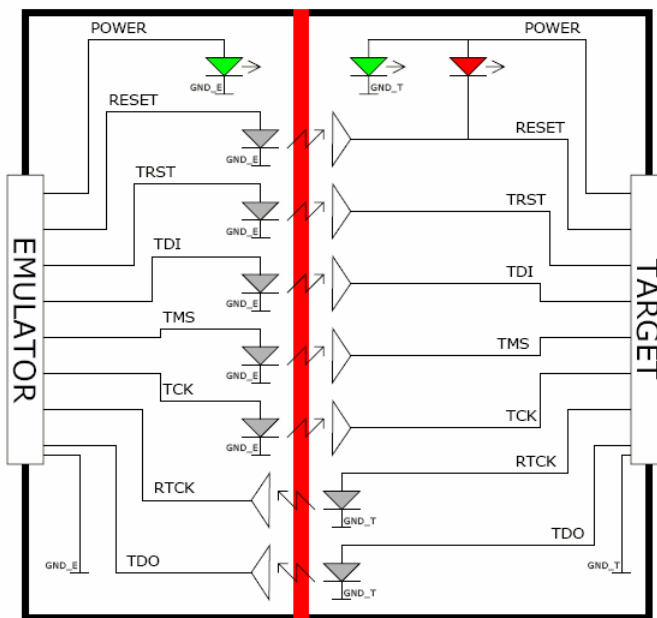 POWER
POWER
GND_E
GND_T
RESET
RESET
GND_E
TRST
TRST
GND_E
TDI
TDI
GND_E
TMS
TMS
GND_E
TCK
TCK
GND_E
RTCK
RTCK
GND_T
TDO
TDO
GND_E
GND_T
GND_T
EMULATOR
TARGET